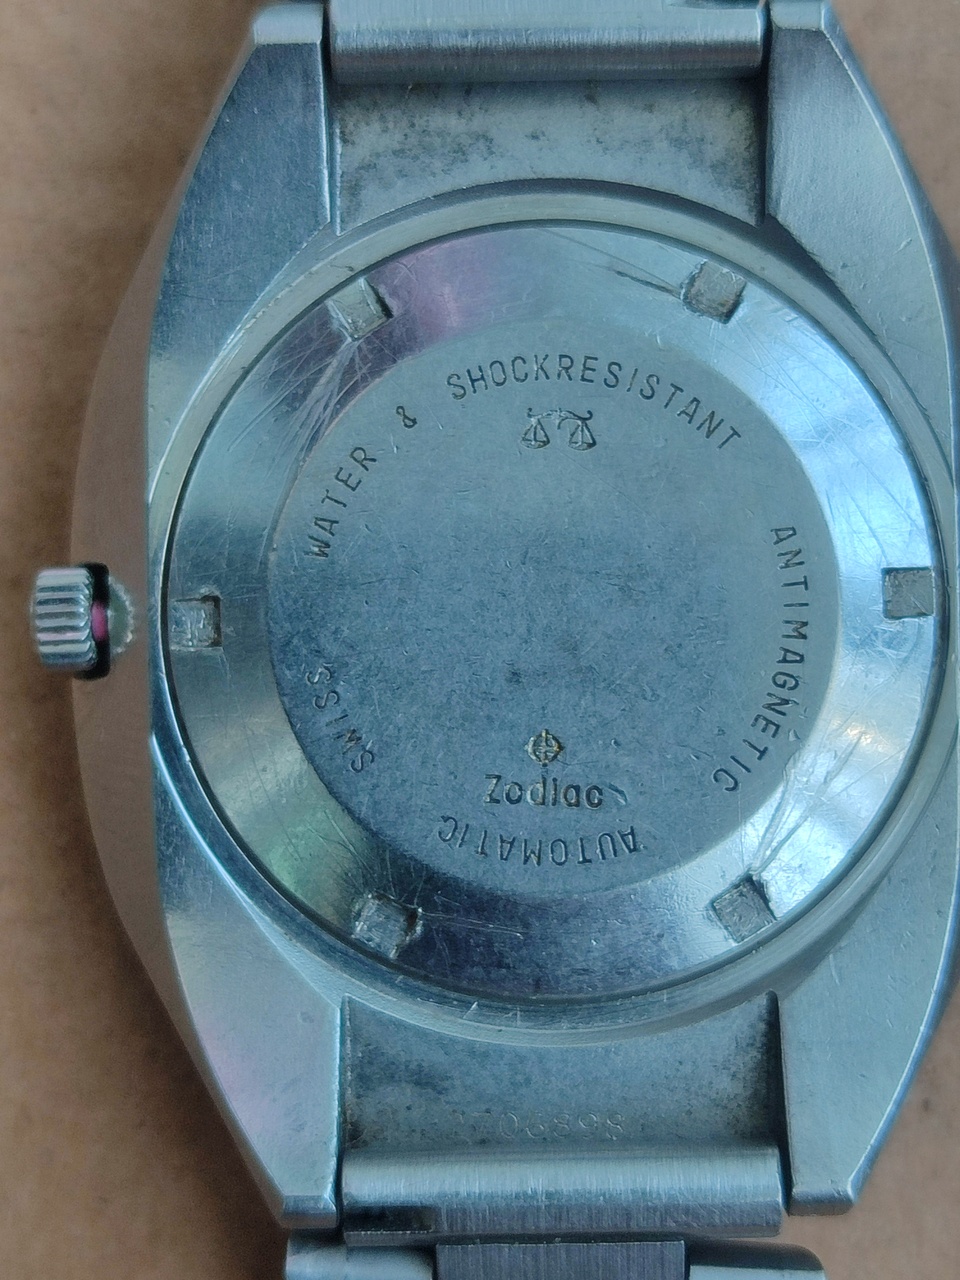 WATER & SHOCKRESISTANT
ANTIMAGNETIC
Zodiac
AUTOMATIC
SWISS